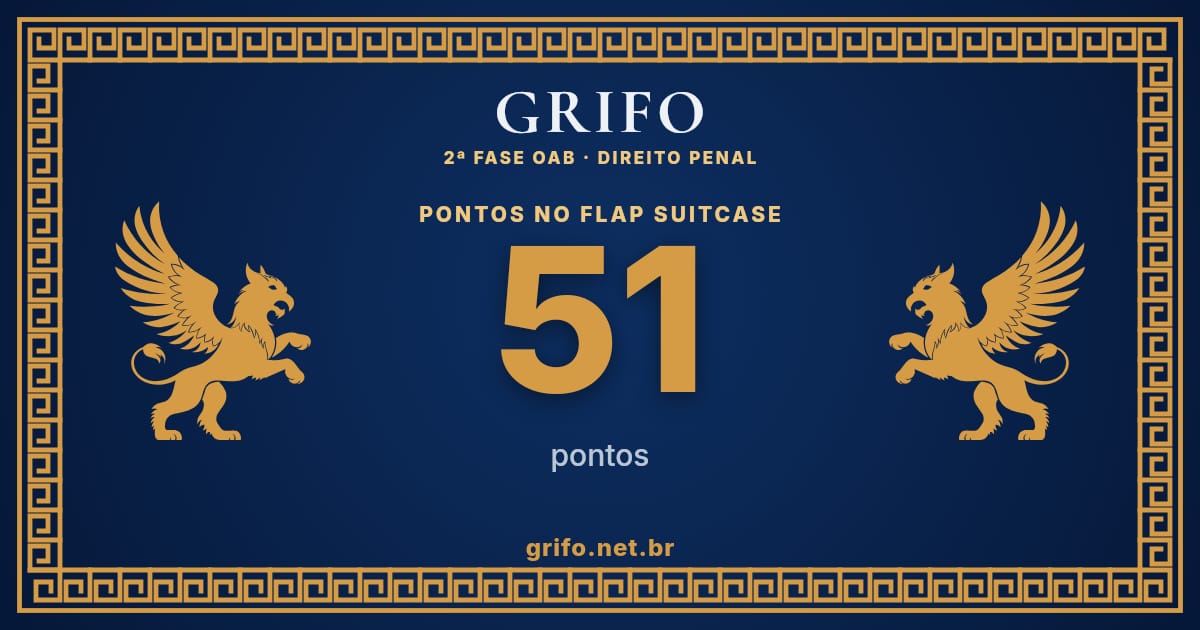 GRIFO
2ª FASE OAB · DIREITO PENAL
PONTOS NO FLAP SUITCASE
51
pontos
grifo.net.br